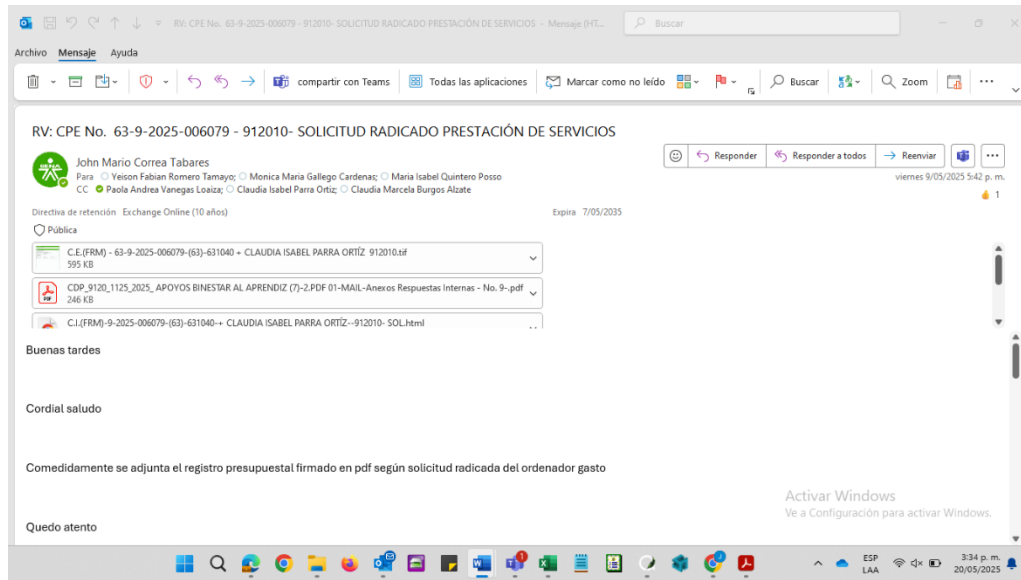 RV: CPE No. 63-9-2025-006079 - 912010- SOLICITUD RADICADO PRESTACIÓN DE SERVICIOS - Mensaje (HT...
Buscar
Archivo Mensaje Ayuda
compartir con Teams Todas las aplicaciones Marcar como no leído Buscar Zoom
RV: CPE No. 63-9-2025-006079 - 912010- SOLICITUD RADICADO PRESTACIÓN DE SERVICIOS
SENA
John Mario Correa Tabares
Responder Responder a todos Reenviar
Para Yeison Fabian Romero Tamayo; Monica Maria Gallego Cardenas; Maria Isabel Quintero Posso
viernes 9/05/2025 5:42 p. m.
CC Paola Andrea Vanegas Loaiza; Claudia Isabel Parra Ortiz; Claudia Marcela Burgos Alzate
1
Directiva de retención Exchange Online (10 años) Expira 7/05/2035
Pública
C.E.(FRM) - 63-9-2025-006079-(63)-631040 + CLAUDIA ISABEL PARRA ORTÍZ 912010.tif
595 KB
CDP_9120_1125_2025_ APOYOS BINESTAR AL APRENDIZ (7)-2.PDF 01-MAIL-Anexos Respuestas Internas - No. 9-.pdf
246 KB
PDF
C.I.(FRM)-9-2025-006079-(63)-631040-+ CLAUDIA ISABEL PARRA ORTÍZ--912010- SOL.html
Buenas tardes
Cordial saludo
Comedidamente se adjunta el registro presupuestal firmado en pdf según solicitud radicada del ordenador gasto
Activar Windows
Ve a Configuración para activar Windows.
Quedo atento
ESP
LAA
3:34 p. m.
20/05/2025